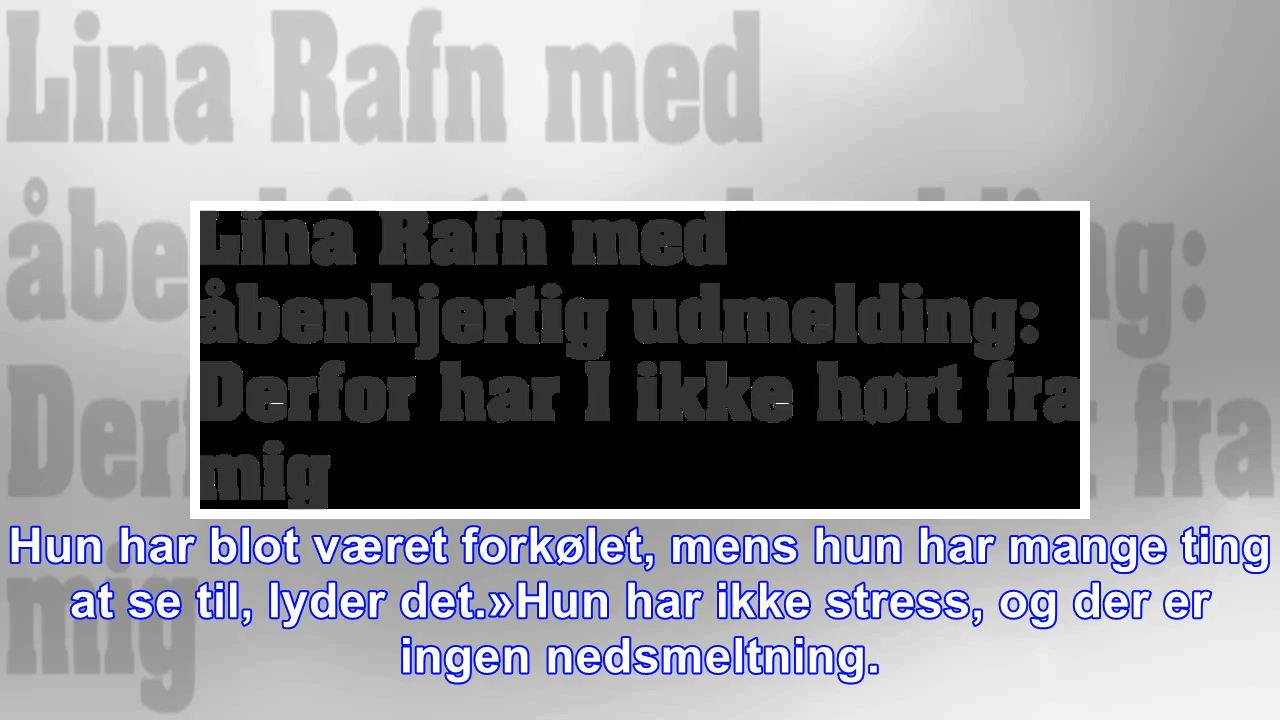 Lina Rafn med
åbenhjertig udmelding:
Derfor har I ikke hørt fra
mig
Hun har blot været forkølet, mens hun har mange ting
at se til, lyder det.»Hun har ikke stress, og der er
ingen nedsmeltning.